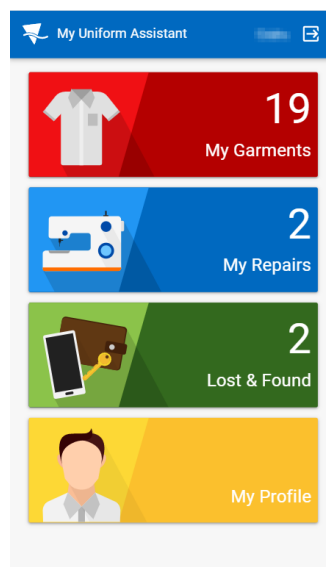 My Uniform Assistant
19
My Garments
2
My Repairs
2
Lost & Found
My Profile